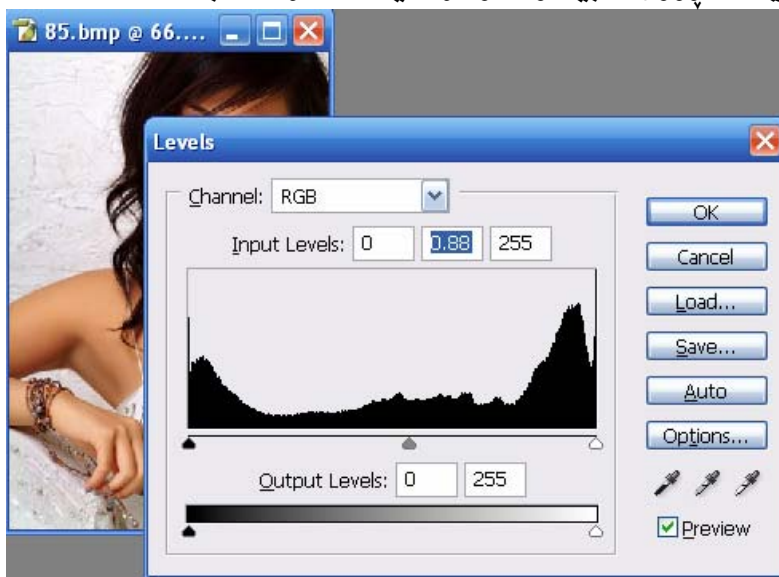 85.bmp @ 66....
Levels
Channel: RGB
Input Levels: 0 0.88 255
OK
Cancel
Load...
Save...
Auto
Options...
Output Levels: 0 255
Preview